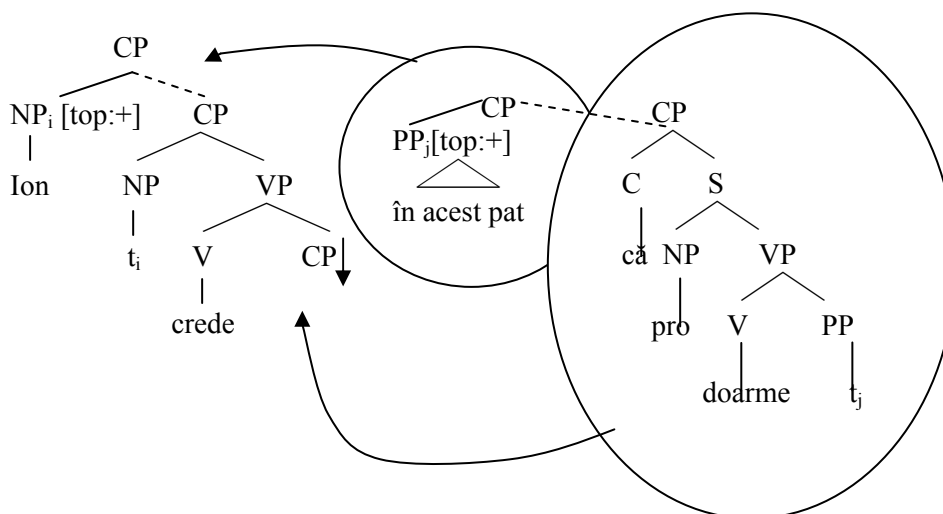 CP
NPᵢ [top:+] CP
Ion NP VP
tᵢ V CP
crede
CP
PPⱼ[top:+]
în acest pat
CP
C S
că NP VP
pro V PP
doarme tⱼ